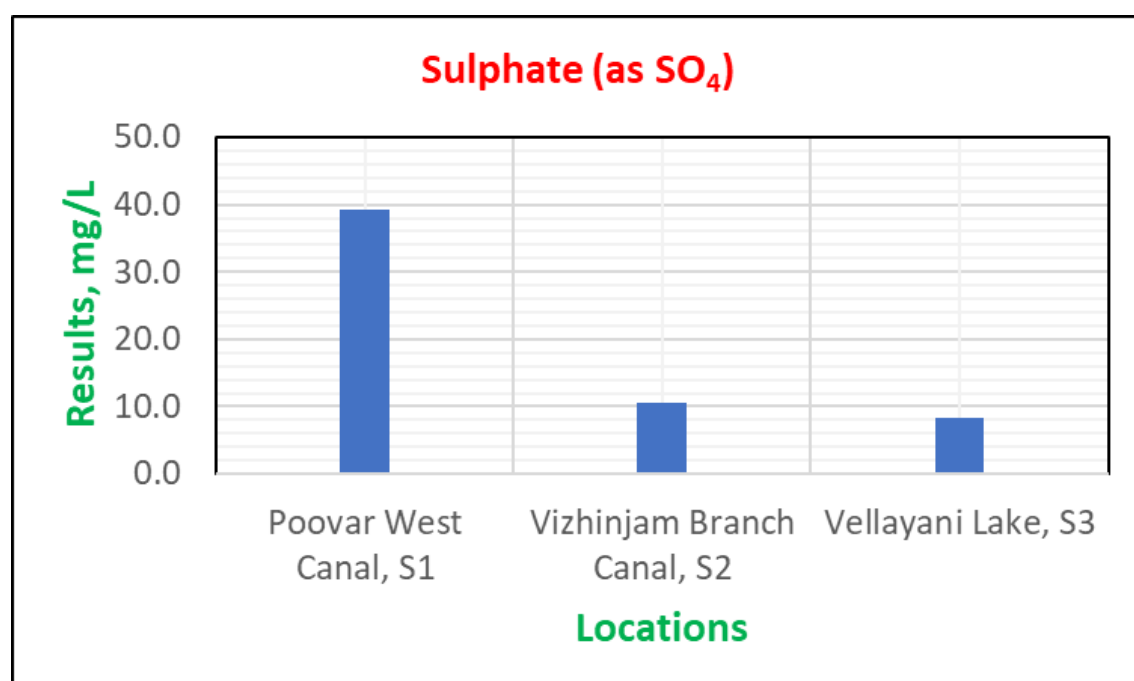 Sulphate (as SO₄)
Results, mg/L
50.0
40.0
30.0
20.0
10.0
0.0
Poovar West
Canal, S1
Vizhinjam Branch
Canal, S2
Vellayani Lake, S3
Locations